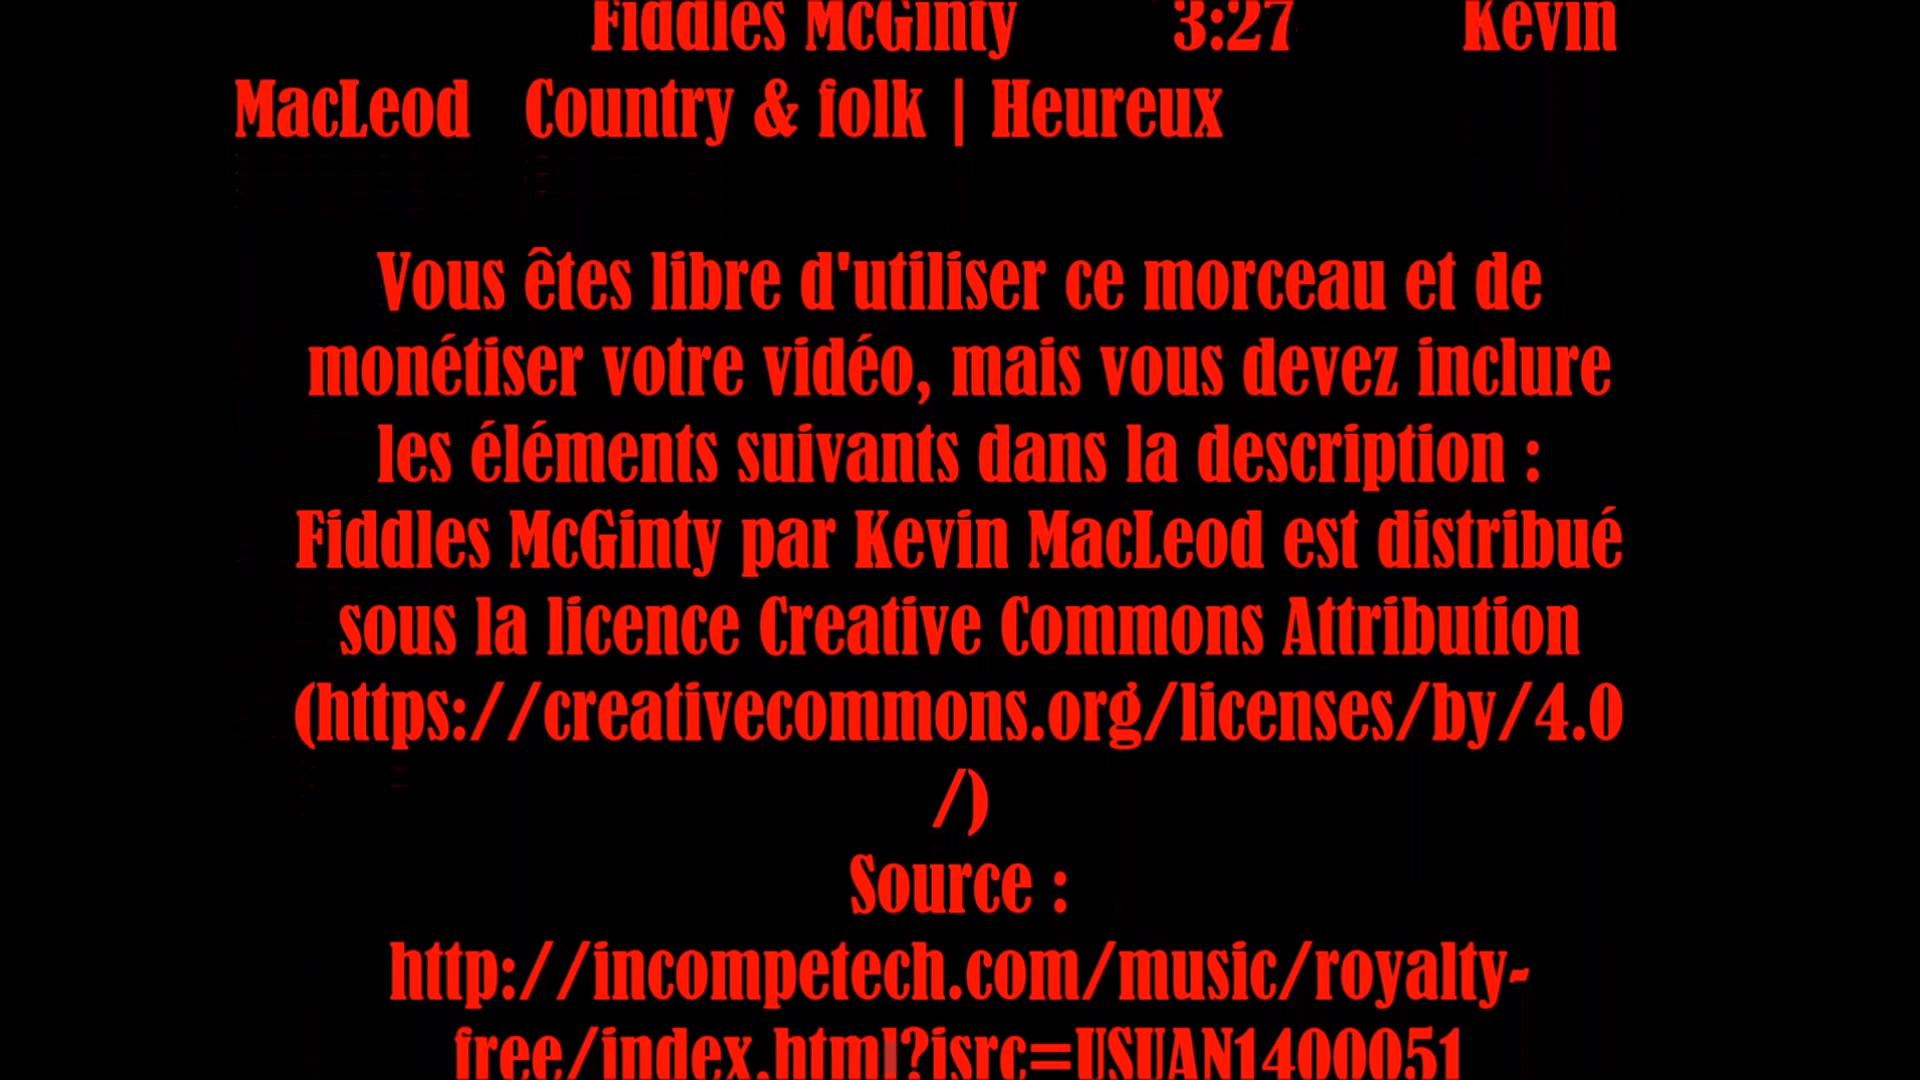 Fiddles McGinty 3:27 Kevin
MacLeod Country & folk | Heureux
Vous êtes libre d'utiliser ce morceau et de
monétiser votre vidéo, mais vous devez inclure
les éléments suivants dans la description :
Fiddles McGinty par Kevin MacLeod est distribué
sous la licence Creative Commons Attribution
(https://creativecommons.org/licenses/by/4.0
/)
Source :
http://incompetech.com/music/royalty-
free/index.html?isrc=USUAN1400051